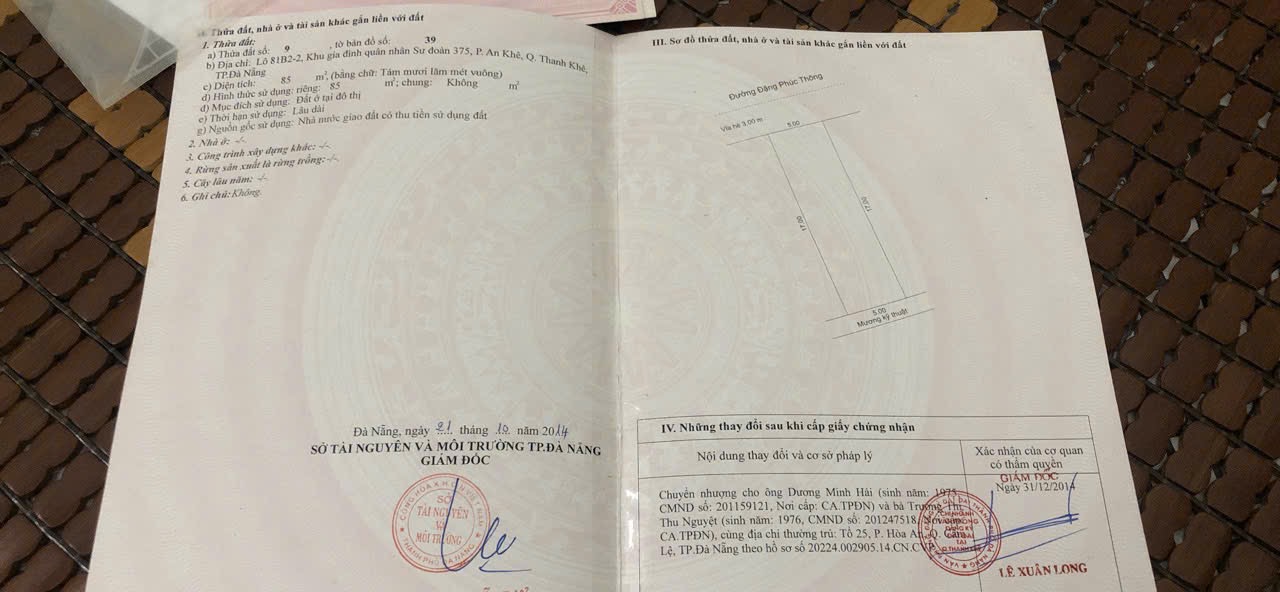 II. Thửa đất, nhà ở và tài sản khác gắn liền với đất
1. Thửa đất:
a) Thửa đất số: 9 , tờ bản đồ số: 39
b) Địa chỉ: Lô 81B2-2, Khu gia đình quân nhân Sư đoàn 375, P. An Khê, Q. Thanh Khê,
TP.Đà Nẵng
c) Diện tích: 85 m², (bằng chữ: Tám mươi lăm mét vuông)
d) Hình thức sử dụng: riêng: 85 m²; chung: Không m²
đ) Mục đích sử dụng: Đất ở tại đô thị
e) Thời hạn sử dụng: Lâu dài
g) Nguồn gốc sử dụng: Nhà nước giao đất có thu tiền sử dụng đất
2. Nhà ở: -/-
3. Công trình xây dựng khác: -/-
4. Rừng sản xuất là rừng trồng: -/-
5. Cây lâu năm: -/-
6. Ghi chú: Không.
Đà Nẵng, ngày 21 tháng 10 năm 2014
SỞ TÀI NGUYÊN VÀ MÔI TRƯỜNG TP.ĐÀ NẴNG
GIÁM ĐỐC
SỞ
TÀI NGUYÊN
VÀ
MÔI TRƯỜNG
III. Sơ đồ thửa đất, nhà ở và tài sản khác gắn liền với đất
Đường Đặng Phúc Thông
Vỉa hè 3,00 m
5.00
17.00
17.00
5.00
Mương kỹ thuật
IV. Những thay đổi sau khi cấp giấy chứng nhận
Nội dung thay đổi và cơ sở pháp lý
Xác nhận của cơ quan
có thẩm quyền
Chuyển nhượng cho ông Dương Minh Hải (sinh năm: 1975,
CMND số: 201159121, Nơi cấp: CA.TPĐN) và bà Trương Thị
Thu Nguyệt (sinh năm: 1976, CMND số: 201247518, Nơi cấp:
CA.TPĐN), cùng địa chỉ thường trú: Tổ 25, P. Hòa An, Q. Cẩm
Lệ, TP.Đà Nẵng theo hồ sơ số 20224.002905.14.CN.CV
GIÁM ĐỐC
Ngày 31/12/2014
LÊ XUÂN LONG